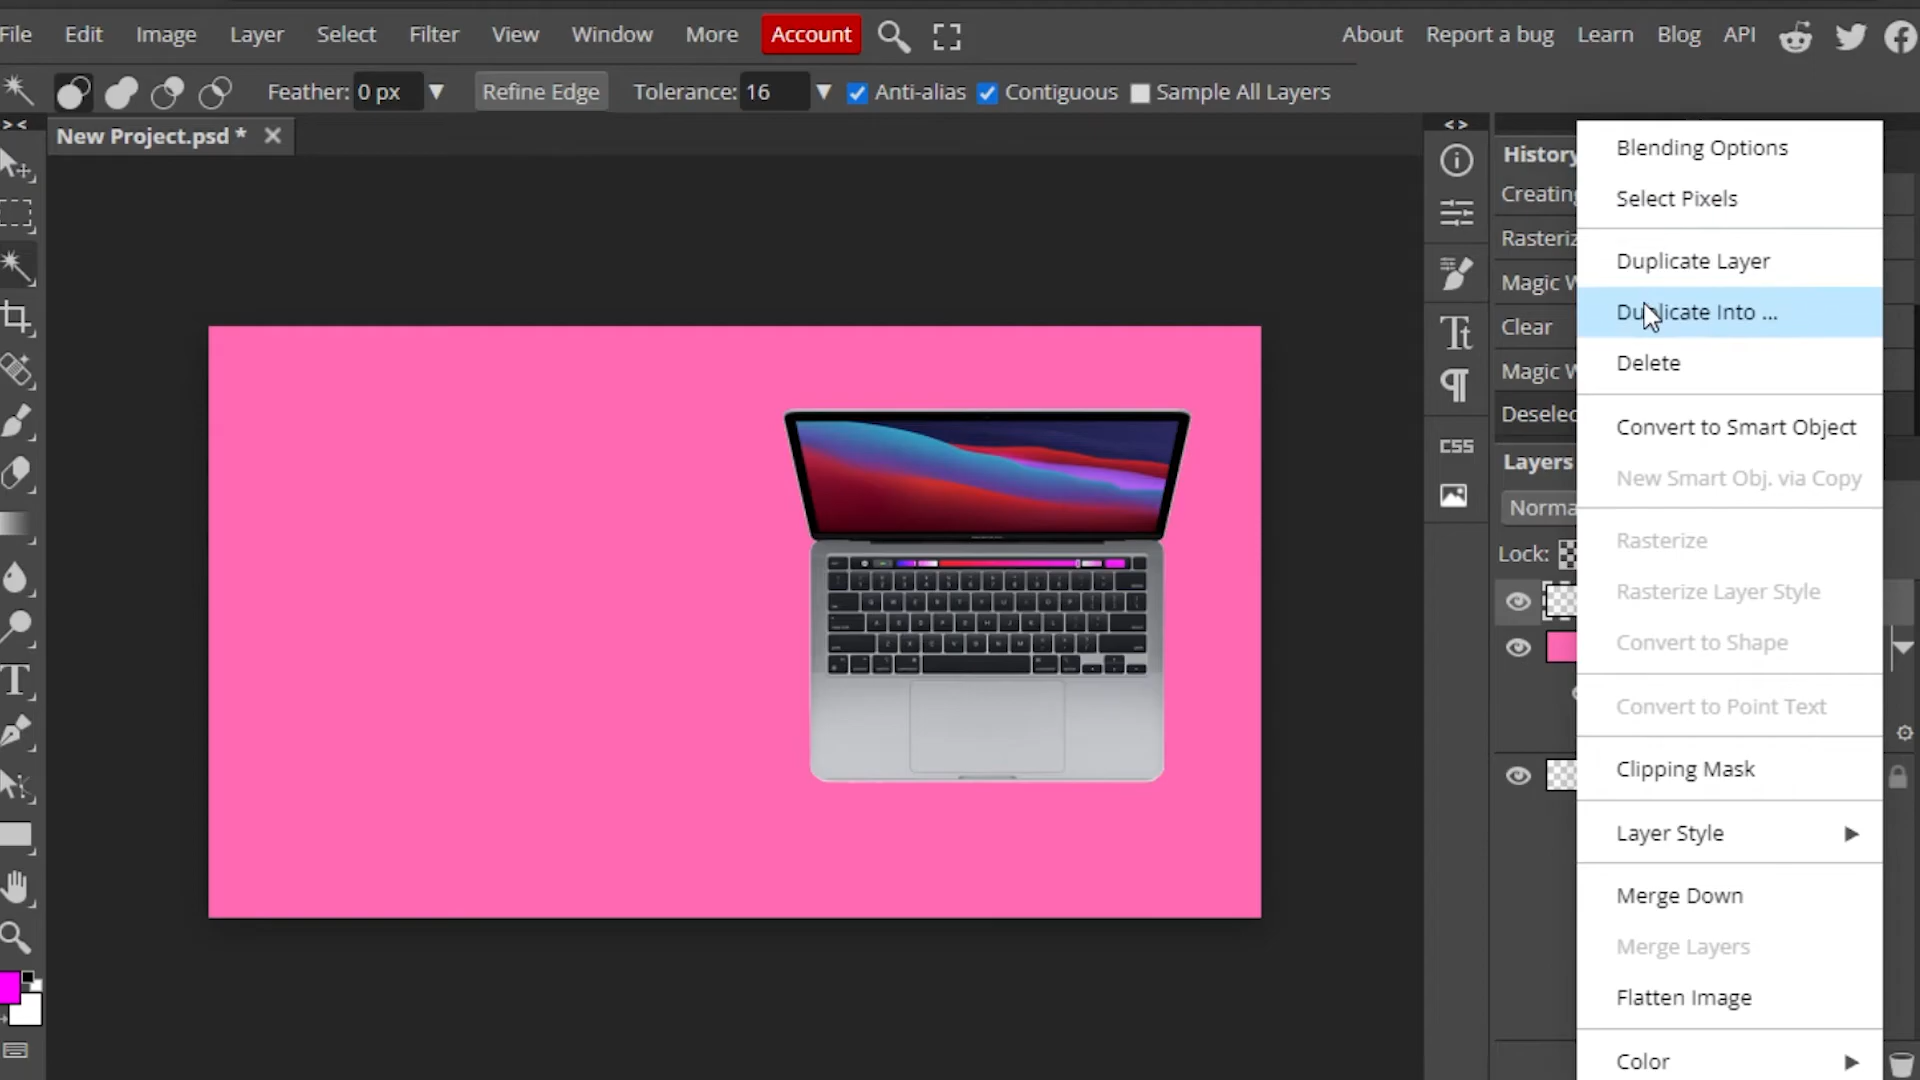 File Edit Image Layer Select Filter View Window More Account About Report a bug Learn Blog API
Feather: 0 px Refine Edge Tolerance: 16 Anti-alias Contiguous Sample All Layers
New Project.psd *
History
Creating
Rasteriz
Magic W
Clear
Magic W
Deselec
CSS
Layers
Norma
Lock:
Blending Options
Select Pixels
Duplicate Layer
Duplicate Into ...
Delete
Convert to Smart Object
New Smart Obj. via Copy
Rasterize
Rasterize Layer Style
Convert to Shape
Convert to Point Text
Clipping Mask
Layer Style
Merge Down
Merge Layers
Flatten Image
Color